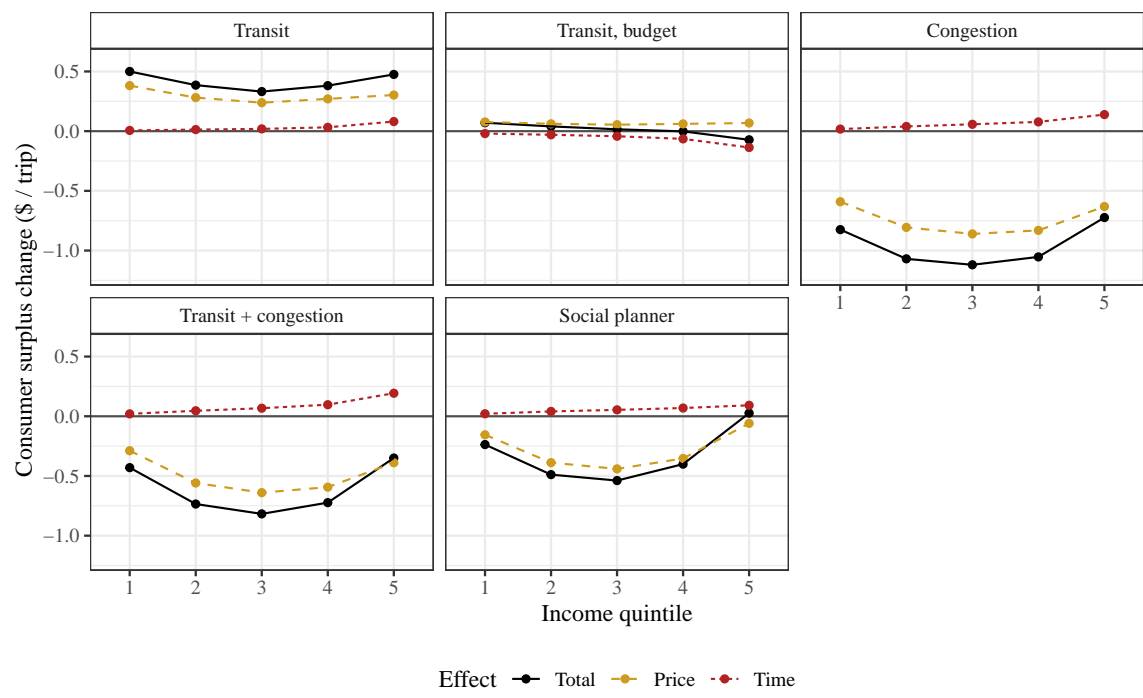 Transit
Transit, budget
Congestion
Consumer surplus change ($ / trip)
0.5
0.0
−0.5
−1.0
1 2 3 4 5
Transit + congestion
Social planner
0.5
0.0
−0.5
−1.0
1 2 3 4 5
1 2 3 4 5
Income quintile
Effect Total Price Time